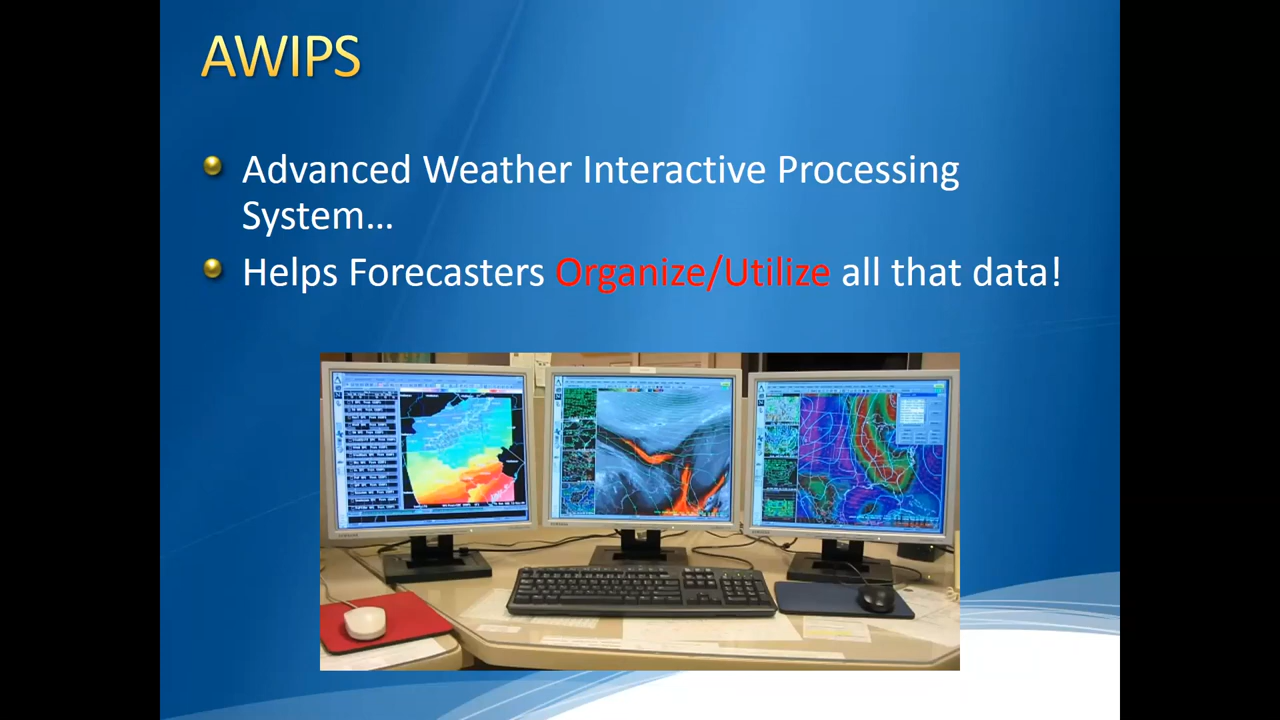 AWIPS
Advanced Weather Interactive Processing
System…
Helps Forecasters Organize/Utilize all that data!